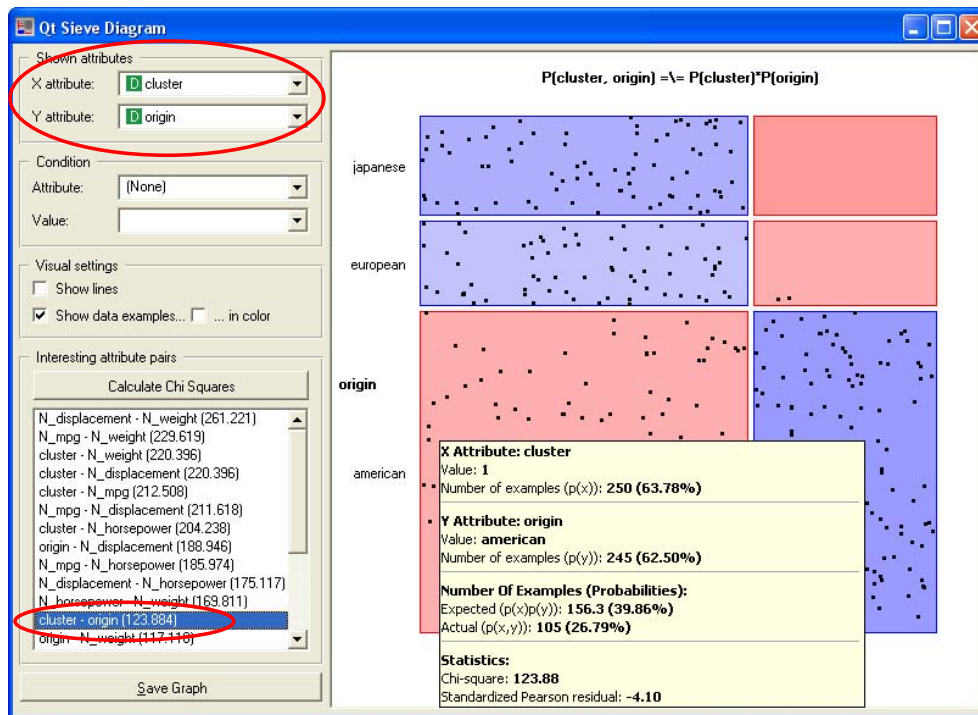 Qt Sieve Diagram
Shown attributes
X attribute: D cluster
Y attribute: D origin
Condition
Attribute: (None)
Value:
Visual settings
Show lines
Show data examples... ... in color
Interesting attribute pairs
Calculate Chi Squares
N_displacement - N_weight (261.221)
N_mpg - N_weight (229.619)
cluster - N_weight (220.396)
cluster - N_displacement (220.396)
cluster - N_mpg (212.508)
N_mpg - N_displacement (211.618)
cluster - N_horsepower (204.238)
origin - N_displacement (188.946)
N_mpg - N_horsepower (185.974)
N_displacement - N_horsepower (175.117)
N_horsepower - N_weight (169.811)
cluster - origin (123.884)
origin - N_weight (117.118)
Save Graph
P(cluster, origin) =\= P(cluster)*P(origin)
japanese
european
origin
american
X Attribute: cluster
Value: 1
Number of examples (p(x)): 250 (63.78%)
Y Attribute: origin
Value: american
Number of examples (p(y)): 245 (62.50%)
Number Of Examples (Probabilities):
Expected (p(x)p(y)): 156.3 (39.86%)
Actual (p(x,y)): 105 (26.79%)
Statistics:
Chi-square: 123.88
Standardized Pearson residual: -4.10